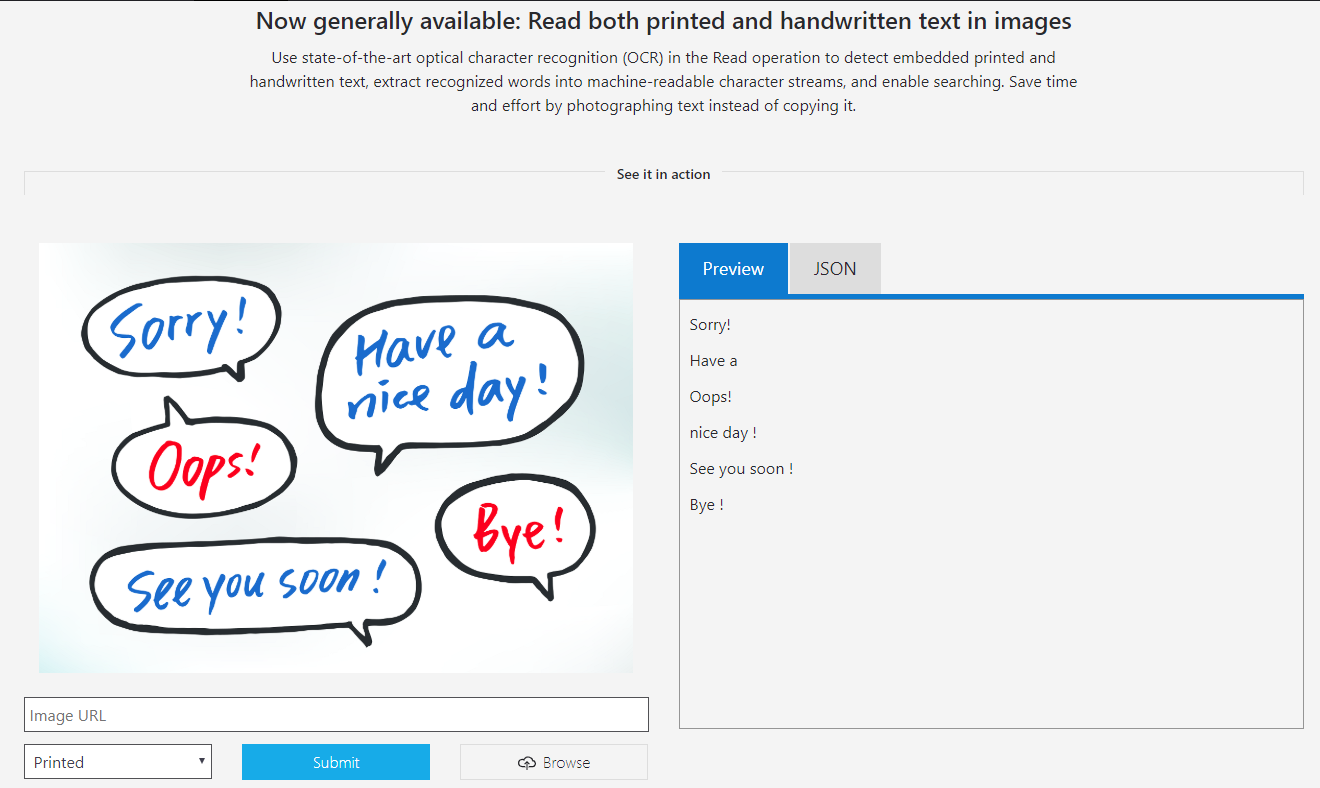 Now generally available: Read both printed and handwritten text in images
Use state-of-the-art optical character recognition (OCR) in the Read operation to detect embedded printed and
handwritten text, extract recognized words into machine-readable character streams, and enable searching. Save time
and effort by photographing text instead of copying it.
See it in action
Sorry!
Have a
nice day!
Oops!
Bye!
See you soon!
Preview
JSON
Sorry!
Have a
Oops!
nice day !
See you soon !
Bye !
Image URL
Printed
Submit
Browse